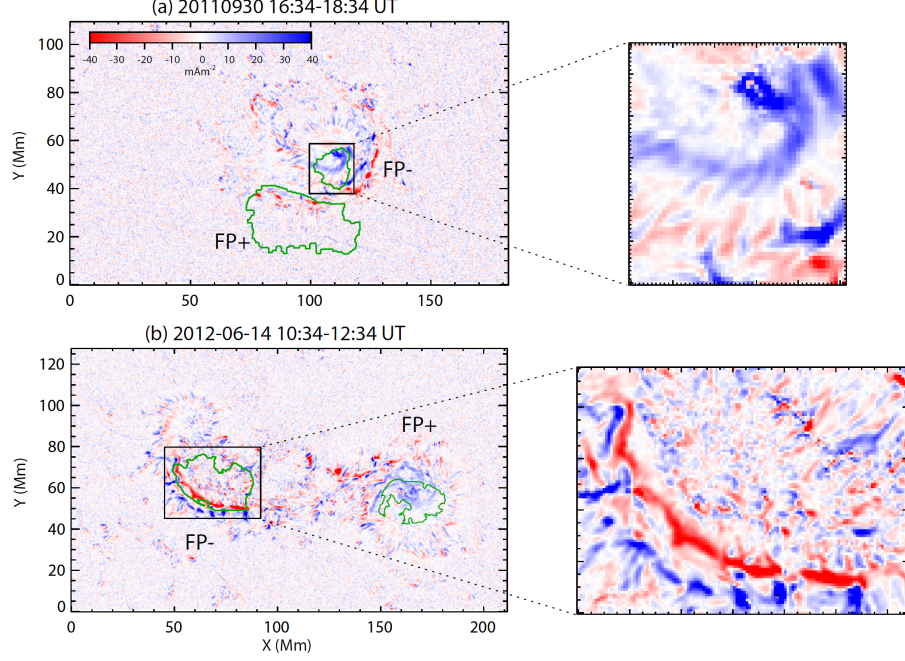 (a) 20110930 16:34-18:34 UT
100
80
60
40
20
0
Y (Mm)
-40 -30 -20 -10 0 10 20 30 40
mAm-2
FP-
FP+
0 50 100 150
(b) 2012-06-14 10:34-12:34 UT
120
100
80
60
40
20
0
Y (Mm)
FP+
FP-
0 50 100 150 200
X (Mm)